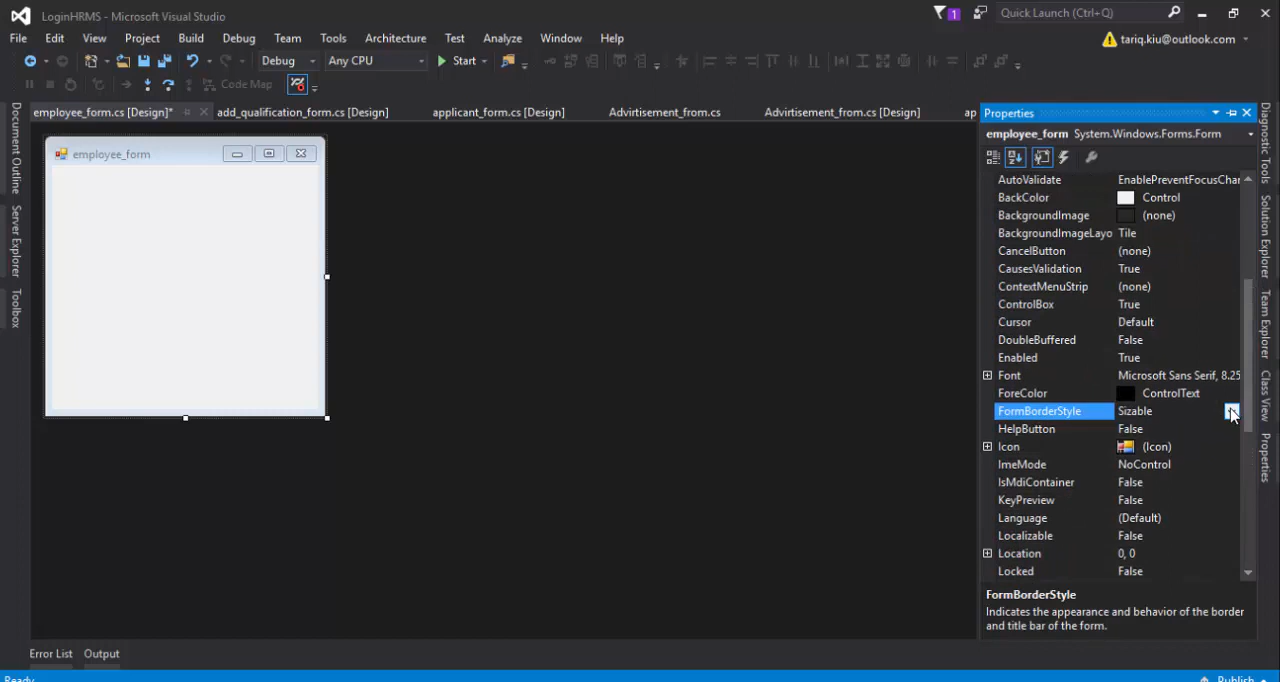 LoginHRMS - Microsoft Visual Studio
1
Quick Launch (Ctrl+Q)
File Edit View Project Build Debug Team Tools Architecture Test Analyze Window Help
tariq.kiu@outlook.com
Debug Any CPU Start
Code Map
employee_form.cs [Design]* add_qualification_form.cs [Design] applicant_form.cs [Design] Advirtisement_from.cs Advirtisement_from.cs [Design] ap
Document Outline
Server Explorer
Toolbox
employee_form
Properties
employee_form System.Windows.Forms.Form
AutoValidate EnablePreventFocusChar
BackColor Control
BackgroundImage (none)
BackgroundImageLayo Tile
CancelButton (none)
CausesValidation True
ContextMenuStrip (none)
ControlBox True
Cursor Default
DoubleBuffered False
Enabled True
Font Microsoft Sans Serif, 8.25
ForeColor ControlText
FormBorderStyle Sizable
HelpButton False
Icon (Icon)
ImeMode NoControl
IsMdiContainer False
KeyPreview False
Language (Default)
Localizable False
Location 0, 0
Locked False
FormBorderStyle
Indicates the appearance and behavior of the border
and title bar of the form.
Diagnostic Tools
Solution Explorer
Team Explorer
Class View
Properties
Error List Output
Ready
Publish